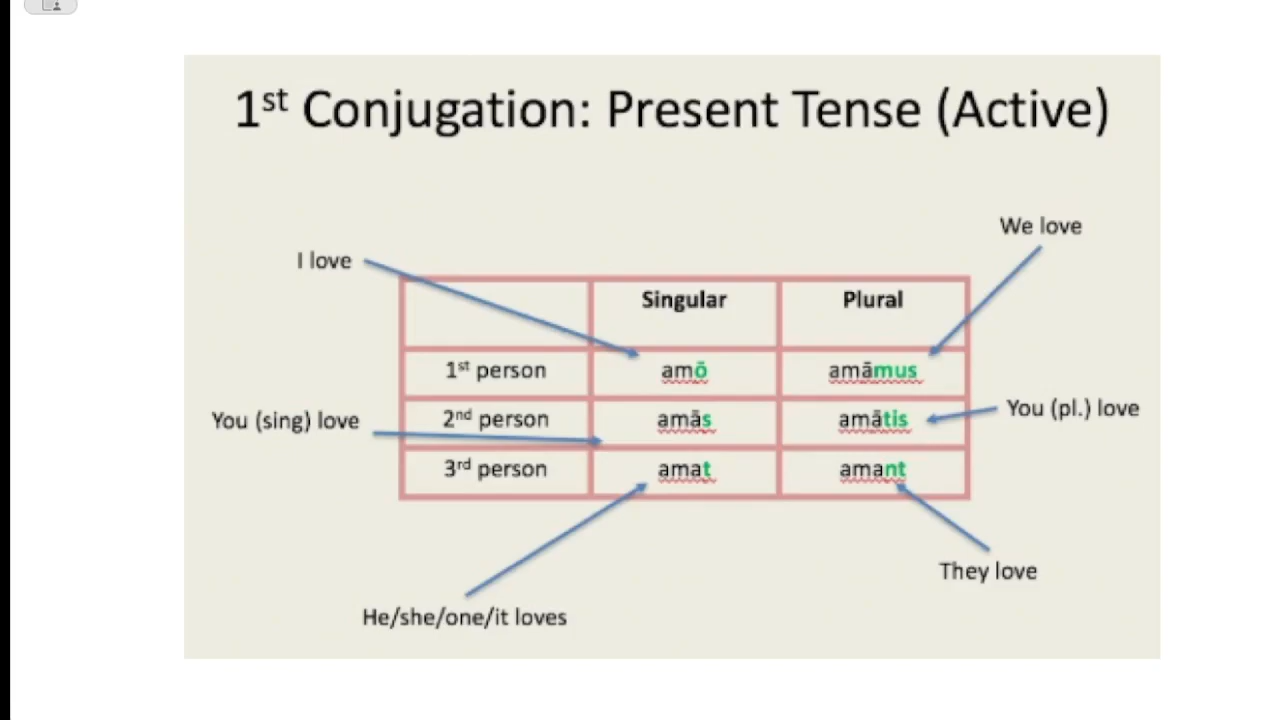 1st Conjugation: Present Tense (Active)
We love
I love
Singular Plural
1st person amō amāmus
You (sing) love 2nd person amās amātis You (pl.) love
3rd person amat amant
They love
He/she/one/it loves